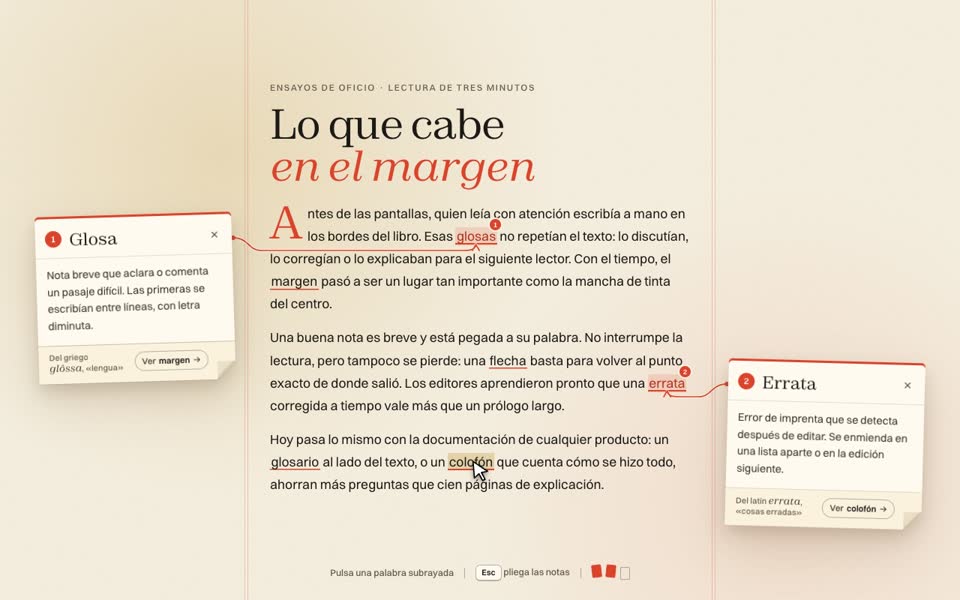 ENSAYOS DE OFICIO · LECTURA DE TRES MINUTOS
Lo que cabe
en el margen
Antes de las pantallas, quien leía con atención escribía a mano en
los bordes del libro. Esas glosas no repetían el texto: lo discutían,
lo corregían o lo explicaban para el siguiente lector. Con el tiempo, el
margen pasó a ser un lugar tan importante como la mancha de tinta
del centro.
Una buena nota es breve y está pegada a su palabra. No interrumpe la
lectura, pero tampoco se pierde: una flecha basta para volver al punto
exacto de donde salió. Los editores aprendieron pronto que una errata
corregida a tiempo vale más que un prólogo largo.
Hoy pasa lo mismo con la documentación de cualquier producto: un
glosario al lado del texto, o un colofón que cuenta cómo se hizo todo,
ahorran más preguntas que cien páginas de explicación.
1
2
1 Glosa ×
Nota breve que aclara o comenta
un pasaje difícil. Las primeras se
escribían entre líneas, con letra
diminuta.
Del griego
glôssa, «lengua»
Ver margen →
2 Errata ×
Error de imprenta que se detecta
después de editar. Se enmienda en
una lista aparte o en la edición
siguiente.
Del latín errata,
«cosas erradas»
Ver colofón →
Pulsa una palabra subrayada
Esc pliega las notas